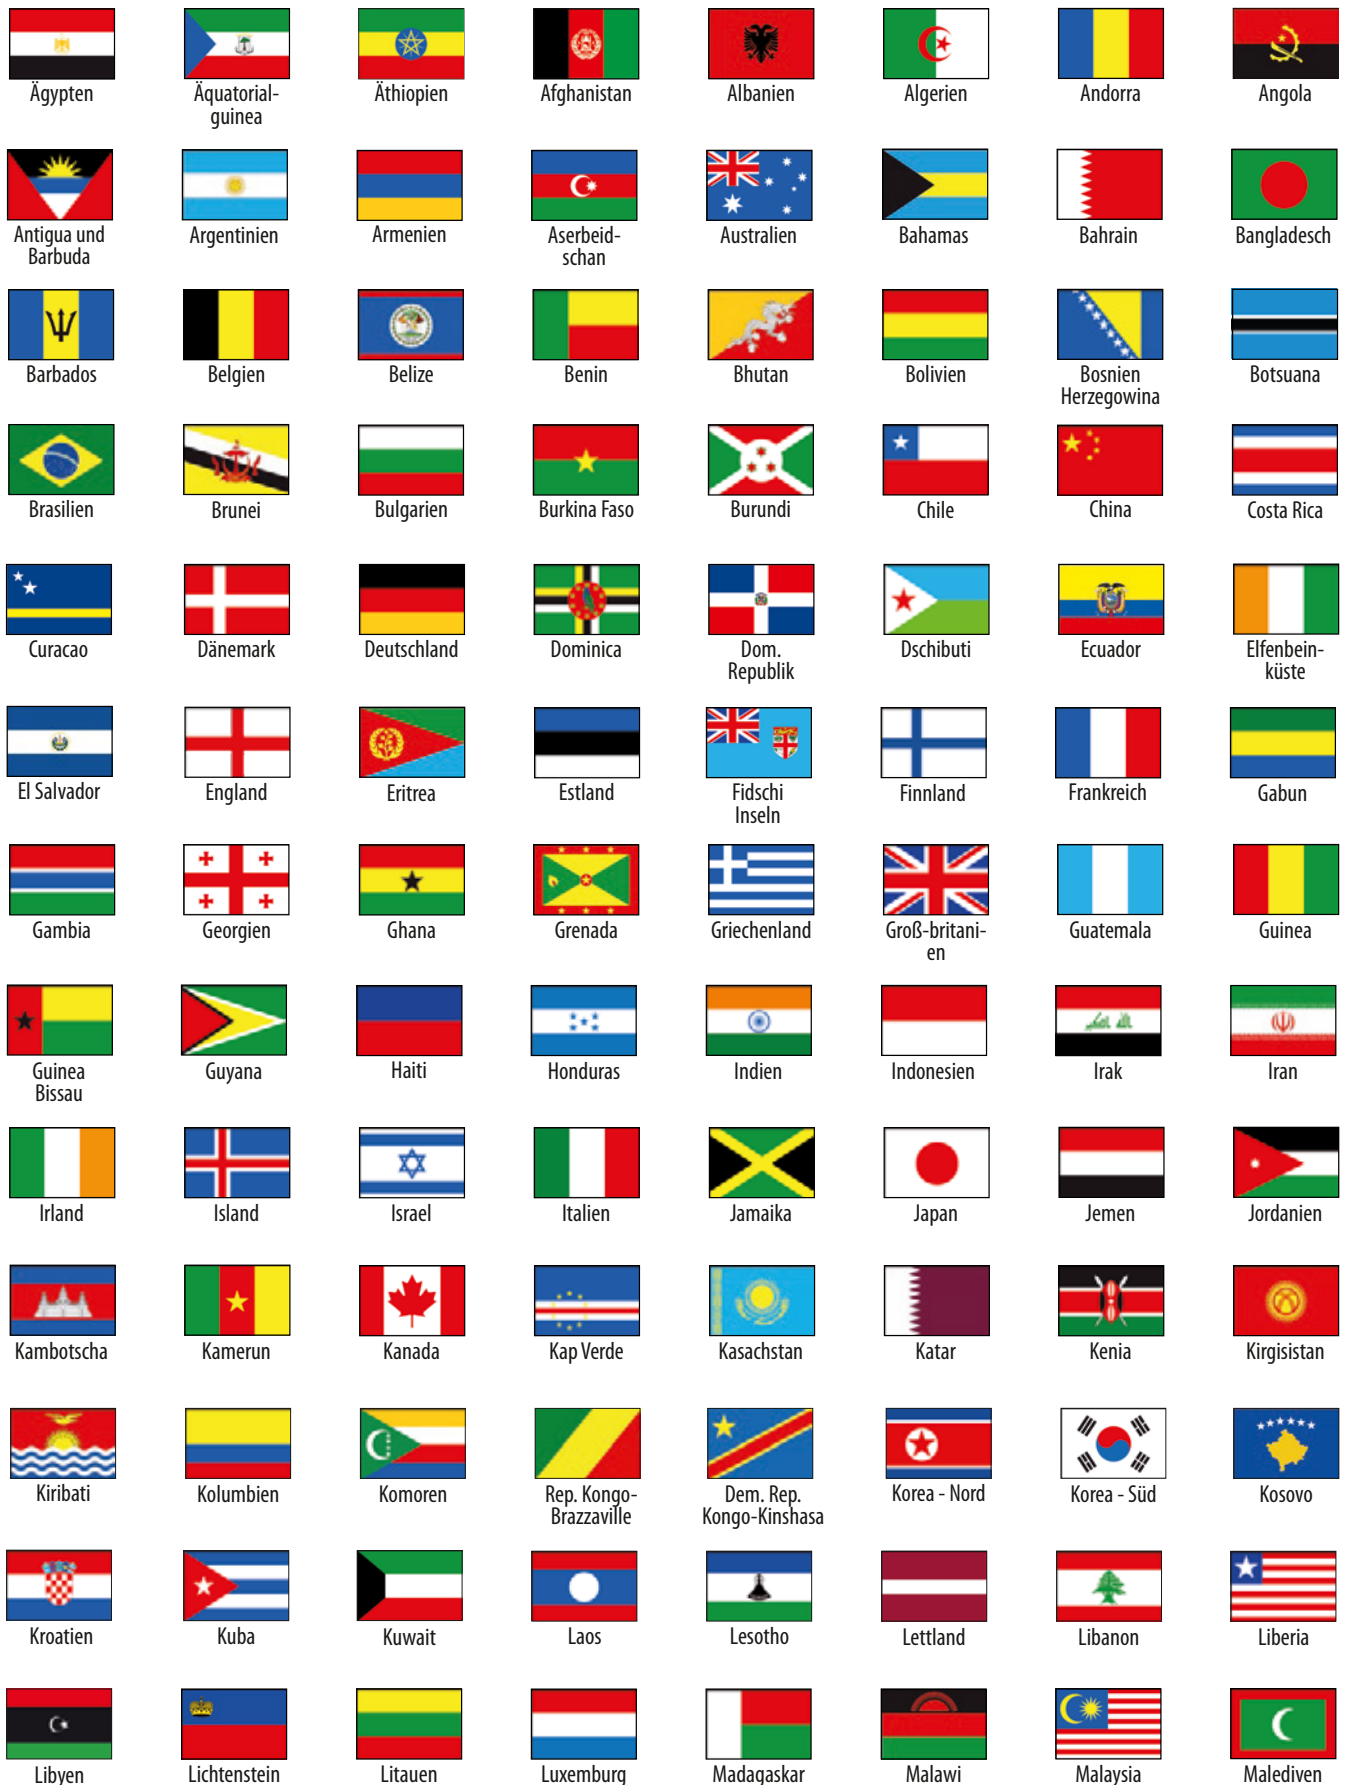 Ägypten
Äquatorial-
guinea
Äthiopien
Afghanistan
Albanien
Algerien
Andorra
Angola
Antigua und
Barbuda
Argentinien
Armenien
Aserbeid-
schan
Australien
Bahamas
Bahrain
Bangladesch
Barbados
Belgien
Belize
Benin
Bhutan
Bolivien
Bosnien
Herzegowina
Botsuana
Brasilien
Brunei
Bulgarien
Burkina Faso
Burundi
Chile
China
Costa Rica
Curacao
Dänemark
Deutschland
Dominica
Dom.
Republik
Dschibuti
Ecuador
Elfenbein-
küste
El Salvador
England
Eritrea
Estland
Fidschi
Inseln
Finnland
Frankreich
Gabun
Gambia
Georgien
Ghana
Grenada
Griechenland
Groß-britani-
en
Guatemala
Guinea
Guinea
Bissau
Guyana
Haiti
Honduras
Indien
Indonesien
Irak
Iran
Irland
Island
Israel
Italien
Jamaika
Japan
Jemen
Jordanien
Kambotscha
Kamerun
Kanada
Kap Verde
Kasachstan
Katar
Kenia
Kirgisistan
Kiribati
Kolumbien
Komoren
Rep. Kongo-
Brazzaville
Dem. Rep.
Kongo-Kinshasa
Korea - Nord
Korea - Süd
Kosovo
Kroatien
Kuba
Kuwait
Laos
Lesotho
Lettland
Libanon
Liberia
Libyen
Lichtenstein
Litauen
Luxemburg
Madagaskar
Malawi
Malaysia
Malediven